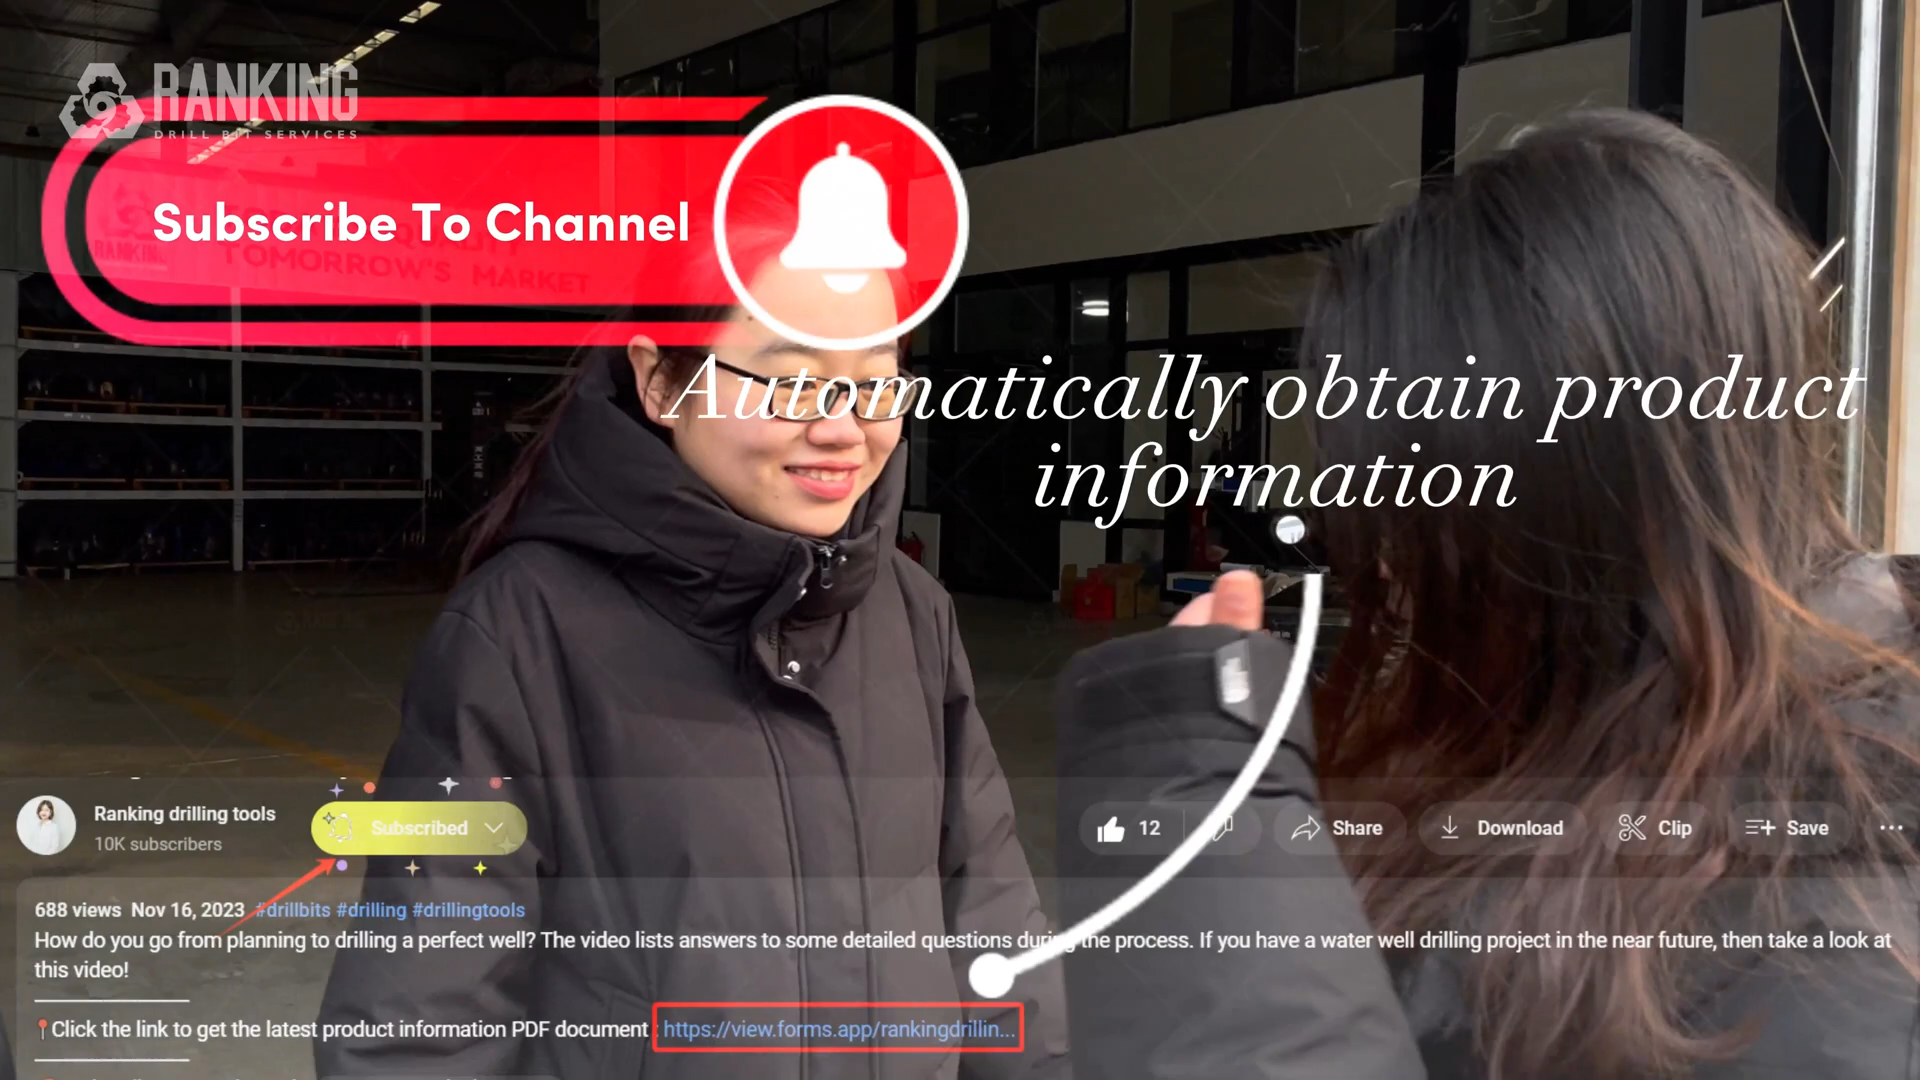 RANKING
DRILL BIT SERVICES
Subscribe To Channel
QUALITY
RANKING
TOMORROW'S MARKET
Automatically obtain product
information
Ranking drilling tools
10K subscribers
Subscribed
12
Share
Download
Clip
Save
688 views Nov 16, 2023 #drillbits #drilling #drillingtools
How do you go from planning to drilling a perfect well? The video lists answers to some detailed questions during the process. If you have a water well drilling project in the near future, then take a look at
this video!
Click the link to get the latest product information PDF document : https://view.forms.app/rankingdrillin...